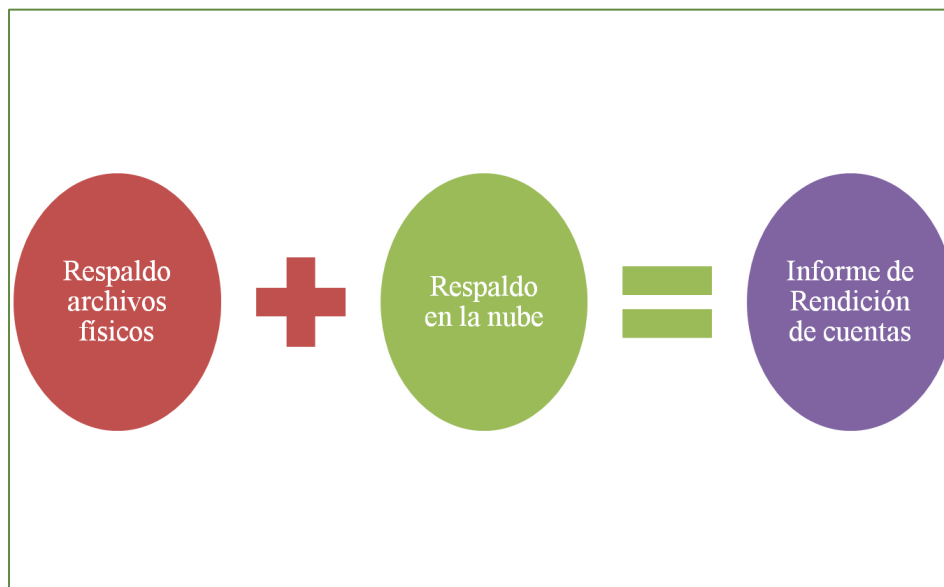 Respaldo
archivos
físicos
Respaldo
en la nube
Informe de
Rendición
de cuentas